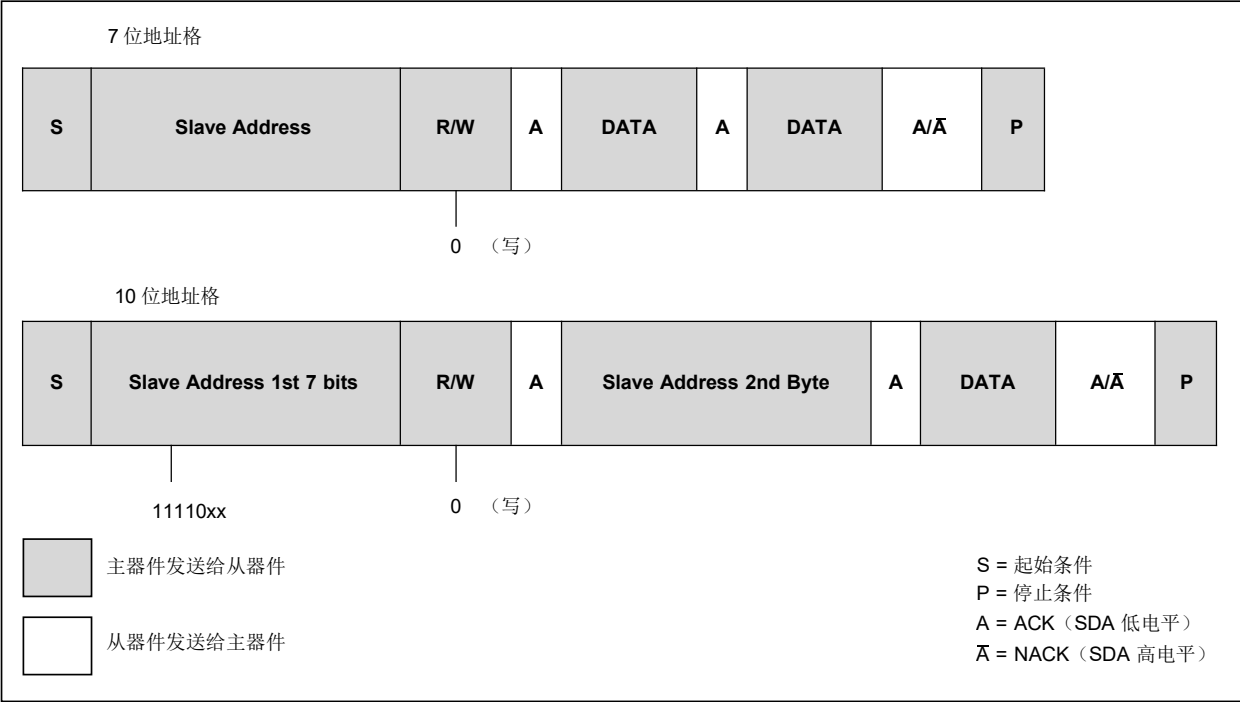 7 位地址格
S Slave Address R/W A DATA A DATA A/A̅ P
0 （写）
10 位地址格
S Slave Address 1st 7 bits R/W A Slave Address 2nd Byte A DATA A/A̅ P
11110xx 0 （写）
主器件发送给从器件
从器件发送给主器件
S = 起始条件
P = 停止条件
A = ACK（SDA 低电平）
A̅ = NACK（SDA 高电平）